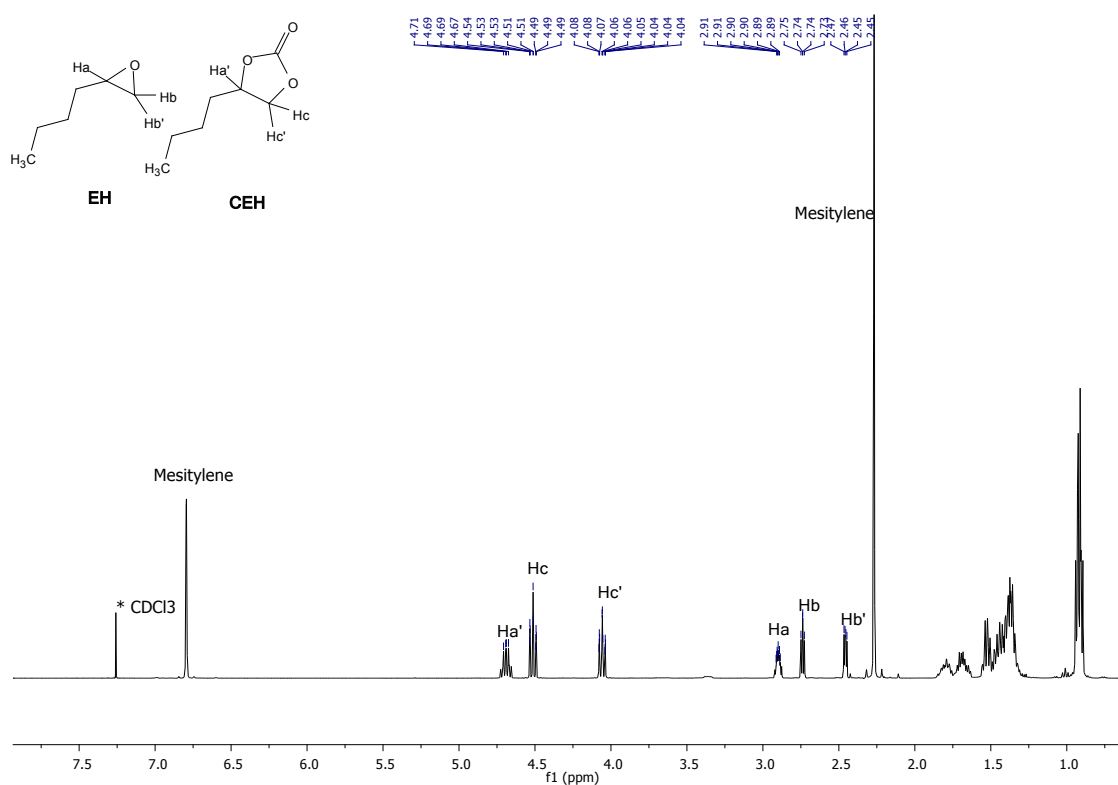 4.71
4.69
4.69
4.67
4.54
4.53
4.53
4.51
4.51
4.49
4.49
4.49
4.08
4.08
4.07
4.06
4.06
4.05
4.04
4.04
4.04
2.91
2.91
2.90
2.90
2.89
2.89
2.75
2.74
2.74
2.73
2.47
2.46
2.45
2.45
O
Ha
O
Hb
Hb'
H3C
EH
O
O
O
Ha'
Hc
Hc'
H3C
CEH
Mesitylene
Mesitylene
* CDCl3
Ha'
Hc
Hc'
Ha
Hb
Hb'
7.5 7.0 6.5 6.0 5.5 5.0 4.5 4.0 3.5 3.0 2.5 2.0 1.5 1.0
f1 (ppm)